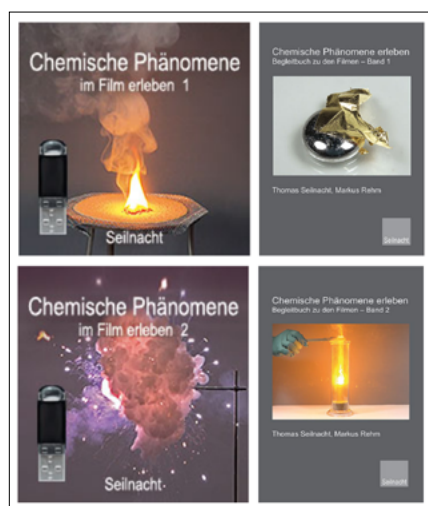 Chemische Phänomene
im Film erleben 1
Seilnacht
Chemische Phänomene erleben
Begleitbuch zu den Filmen – Band 1
Thomas Seilnacht, Markus Rehm
Seilnacht
Chemische Phänomene
im Film erleben 2
Seilnacht
Chemische Phänomene erleben
Begleitbuch zu den Filmen – Band 2
Thomas Seilnacht, Markus Rehm
Seilnacht